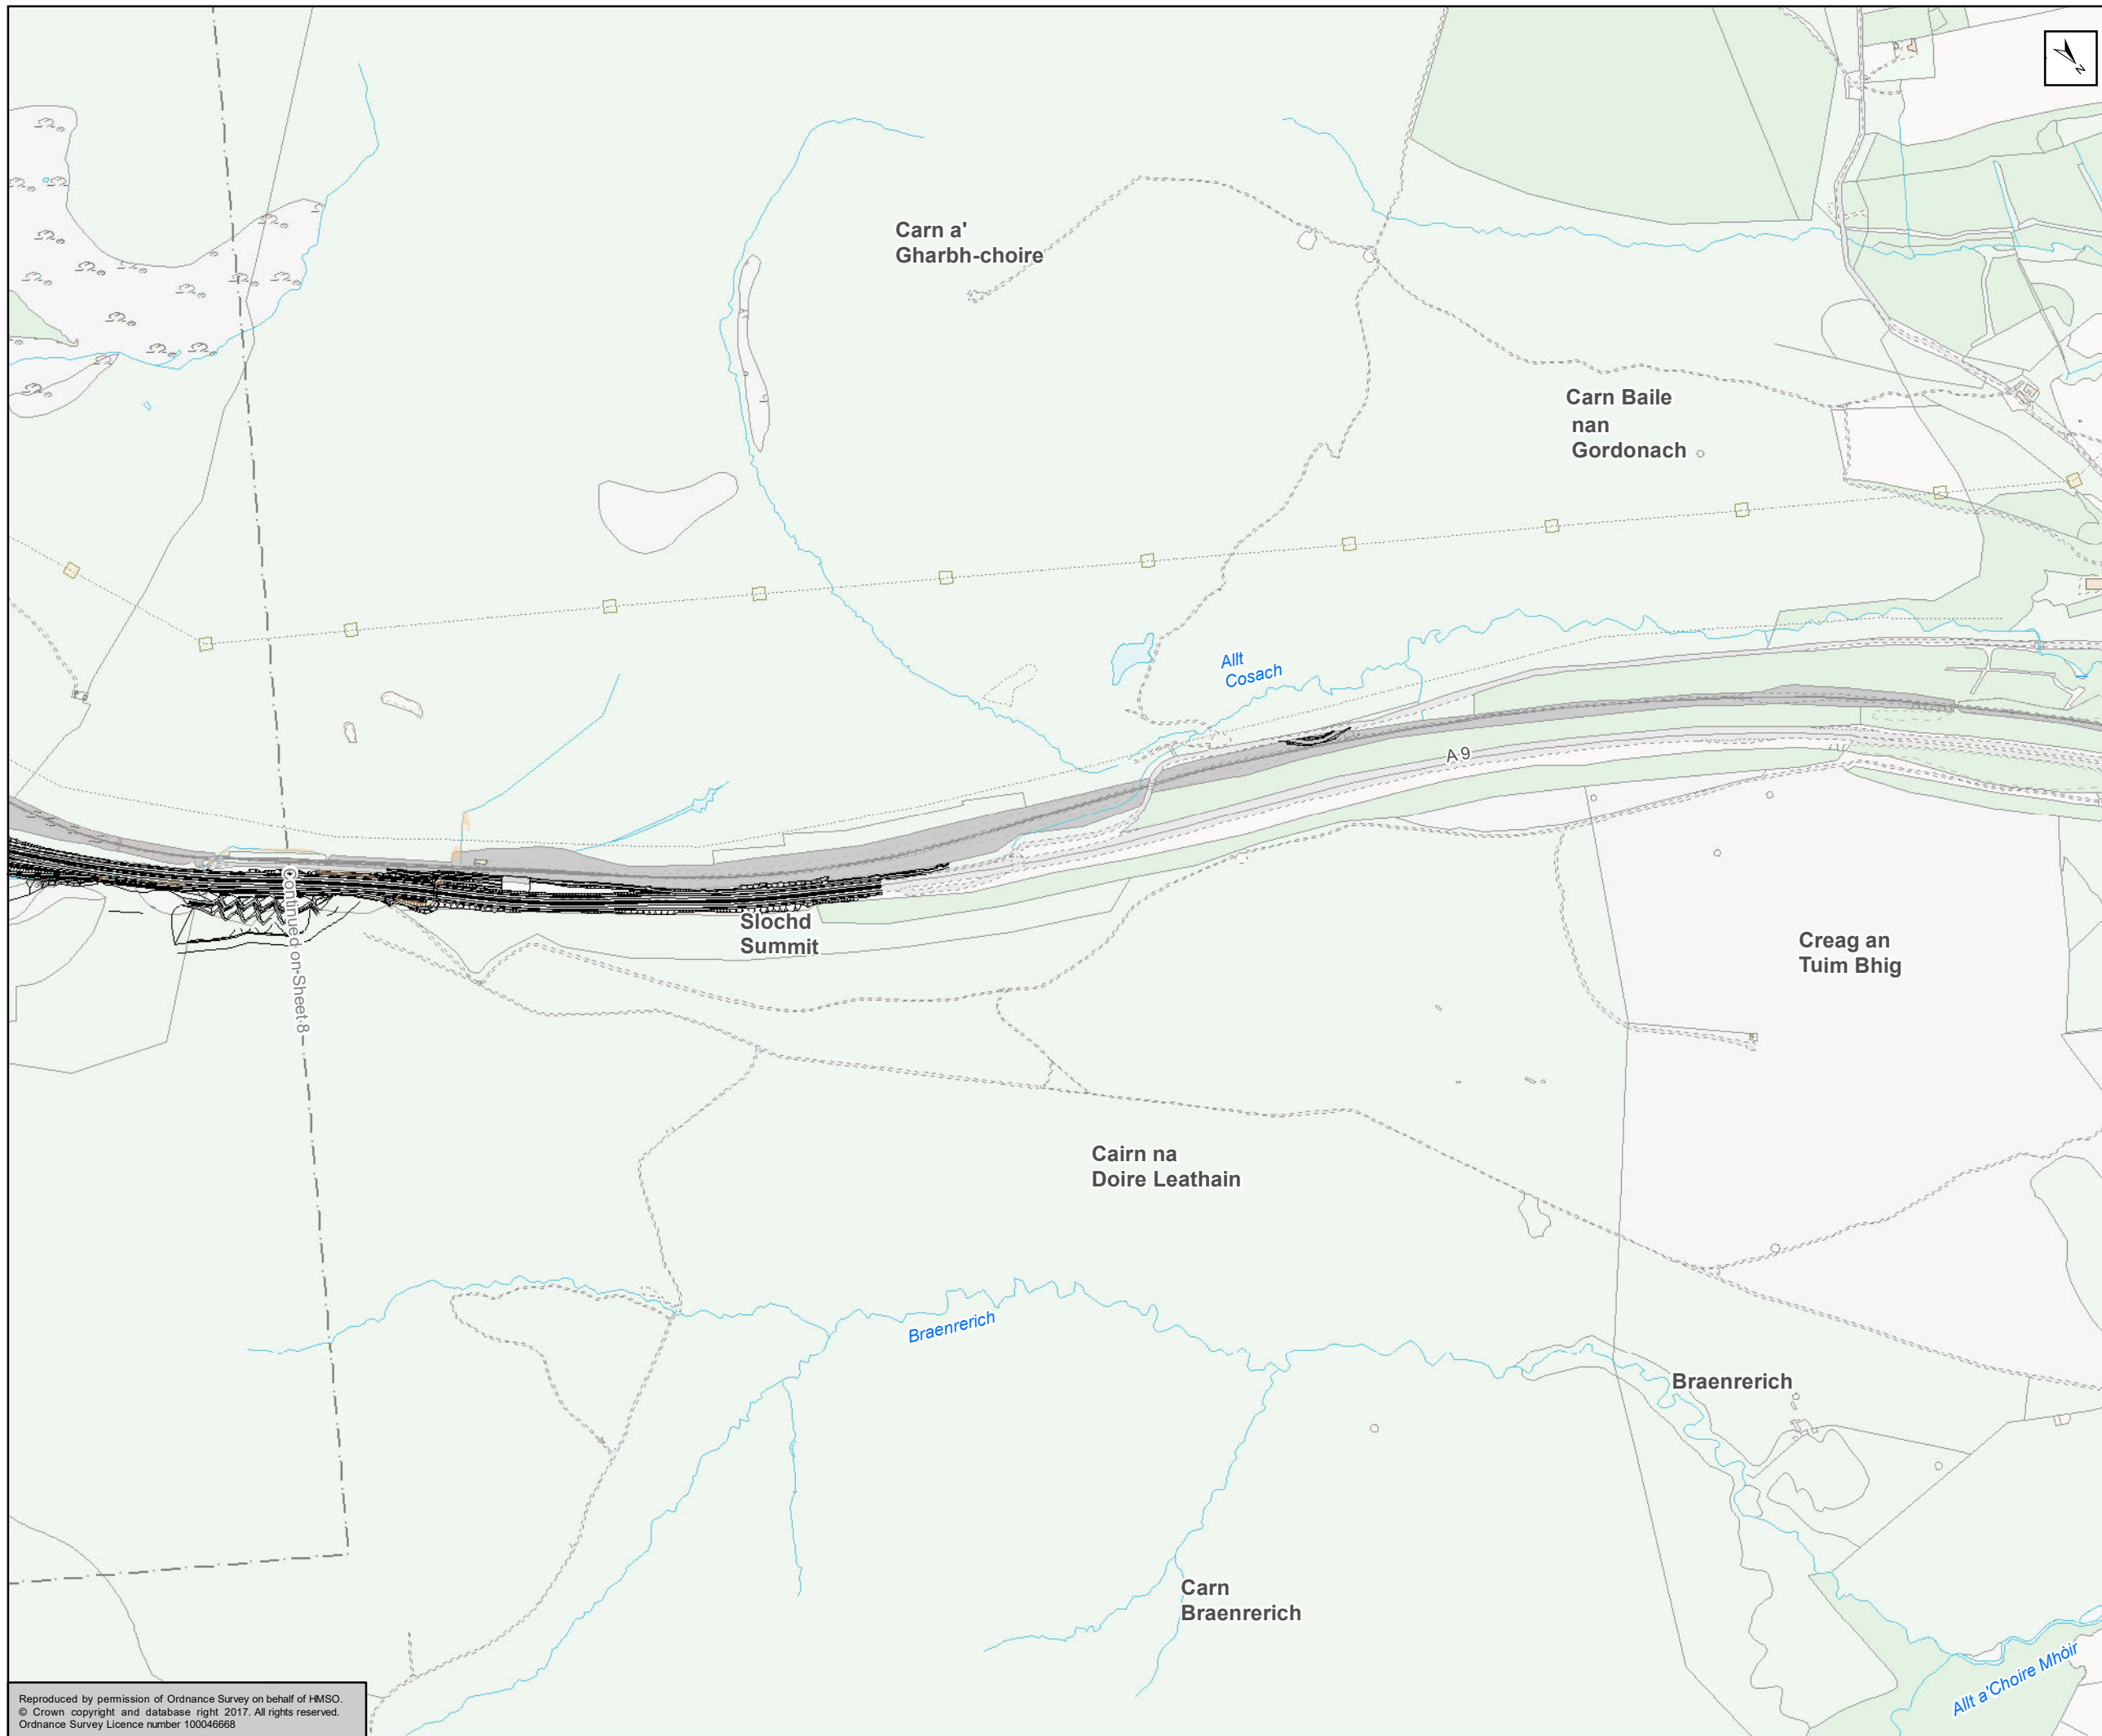 N
Carn a'
Gharbh-choire
Carn Baile
nan
Gordonach
Allt
Cosach
A 9
Slochd
Summit
Continued on Sheet 8
Creag an
Tuim Bhig
Cairn na
Doire Leathain
Braenrerich
Braenrerich
Carn
Braenrerich
Allt a'Choire Mhòir
Reproduced by permission of Ordnance Survey on behalf of HMSO.
© Crown copyright and database right 2017. All rights reserved.
Ordnance Survey Licence number 100046668